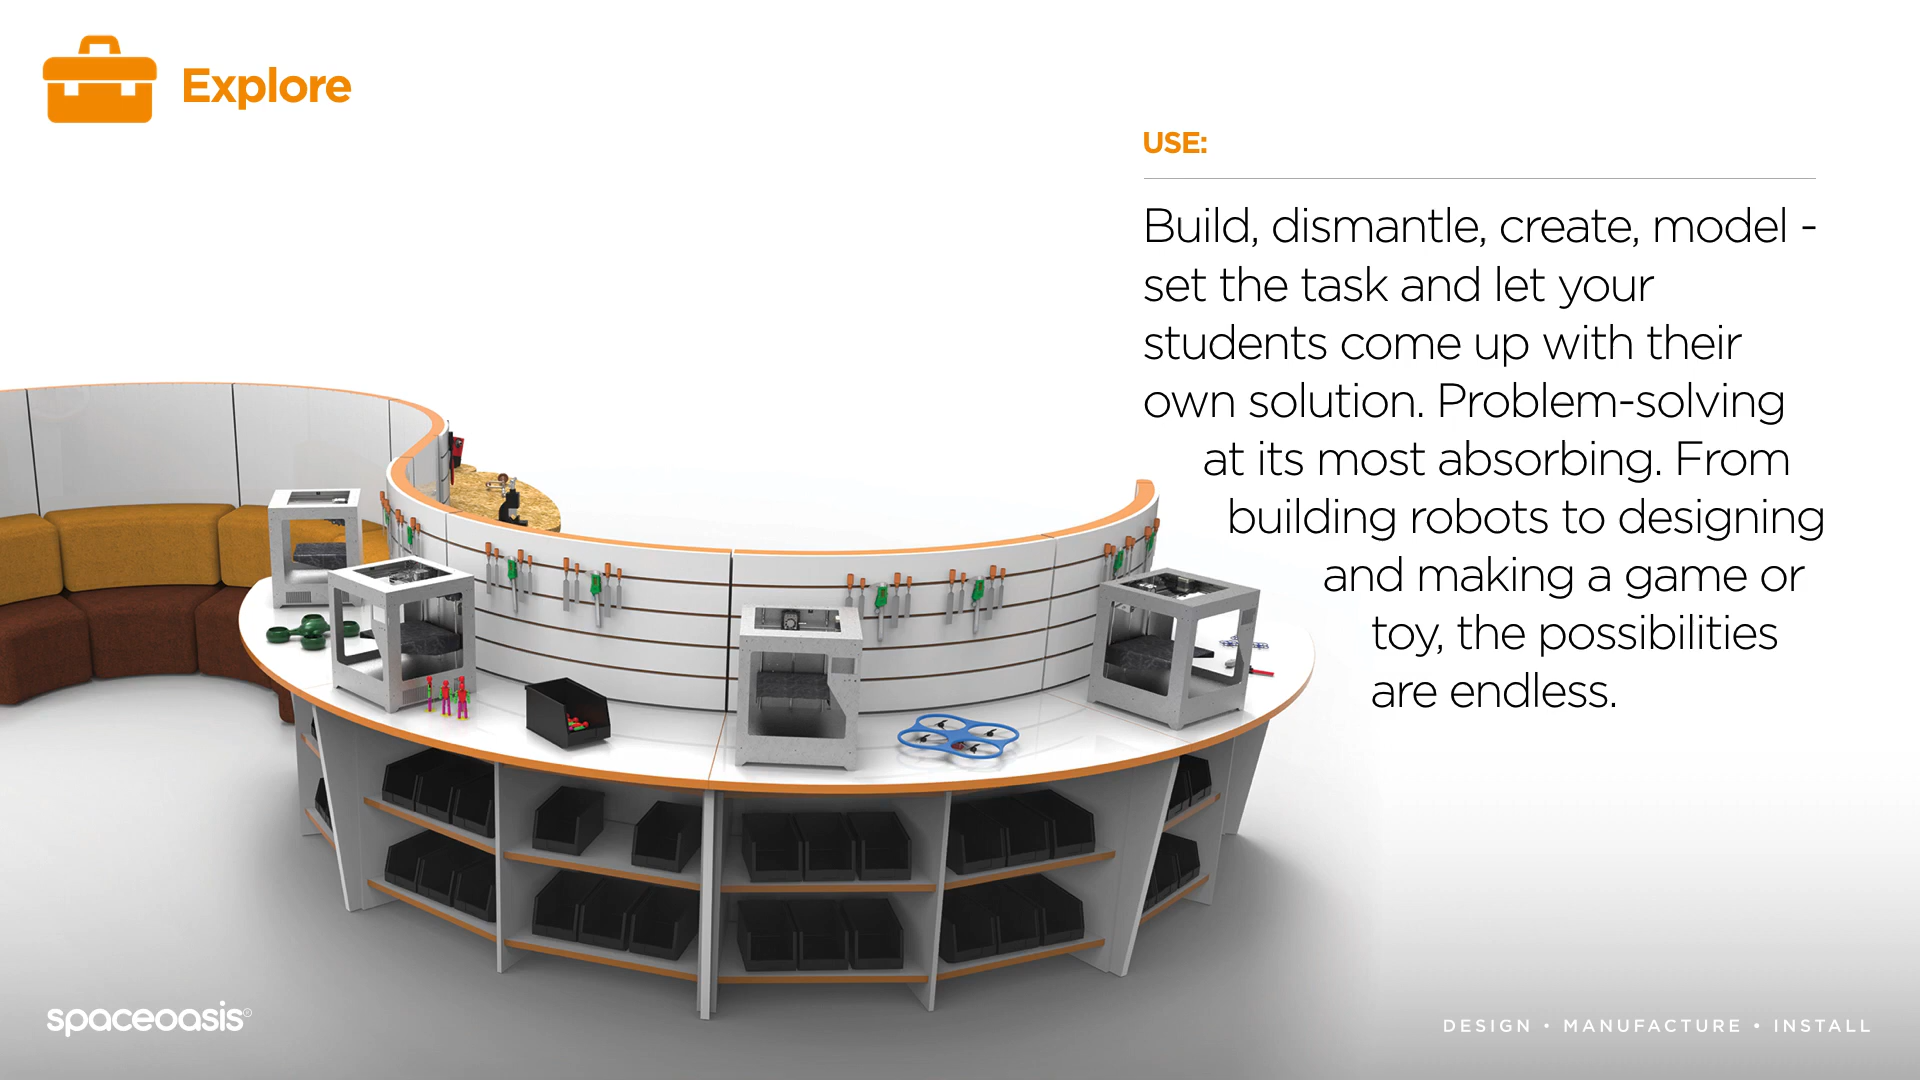 Explore
USE:
Build, dismantle, create, model -
set the task and let your
students come up with their
own solution. Problem-solving
at its most absorbing. From
building robots to designing
and making a game or
toy, the possibilities
are endless.
spaceoasis®
DESIGN • MANUFACTURE • INSTALL